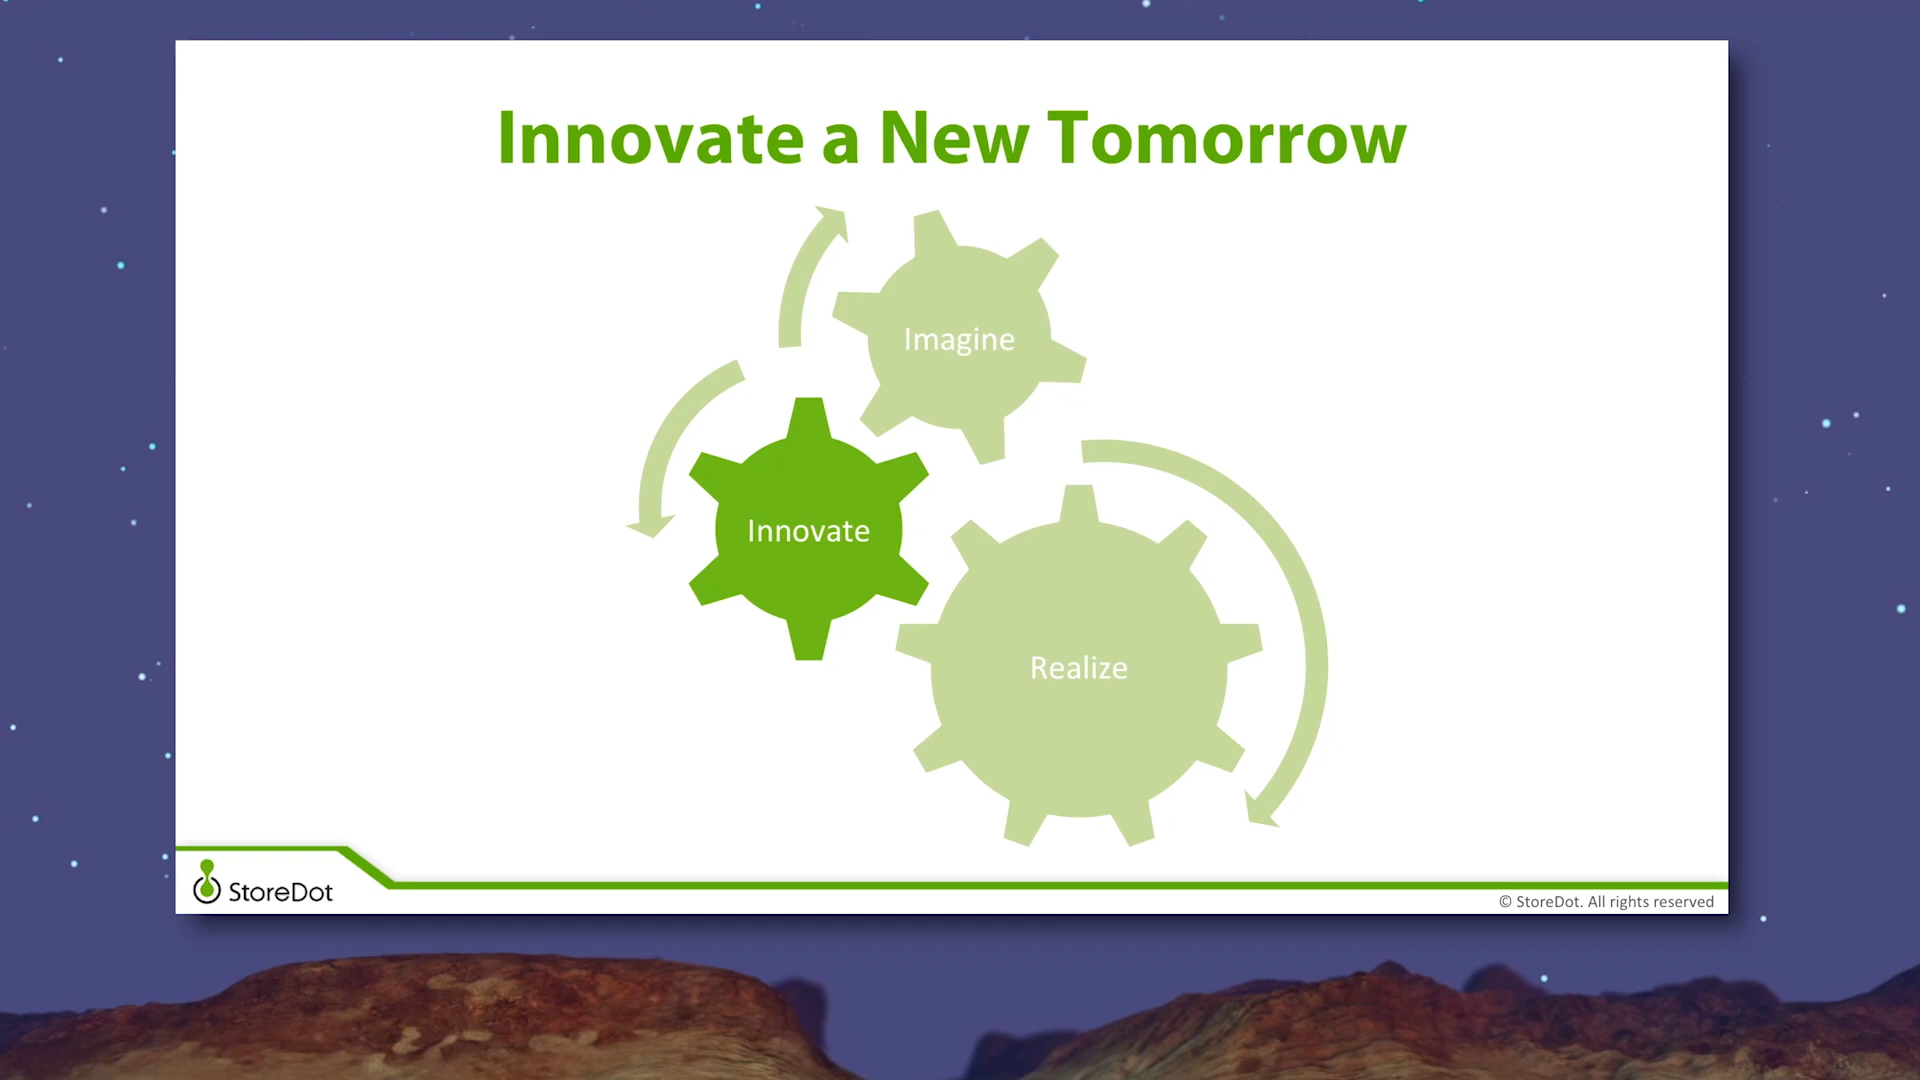 Innovate a New Tomorrow
Imagine
Innovate
Realize
StoreDot
© StoreDot. All rights reserved